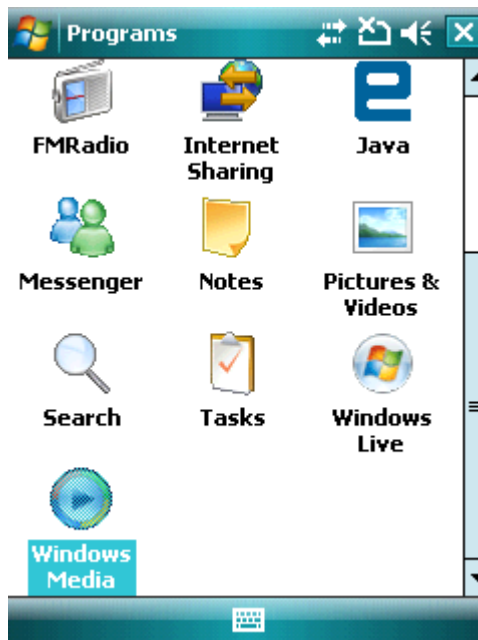 Programs
FMRadio
Internet
Sharing
Java
Messenger
Notes
Pictures &
Videos
Search
Tasks
Windows
Live
Windows
Media